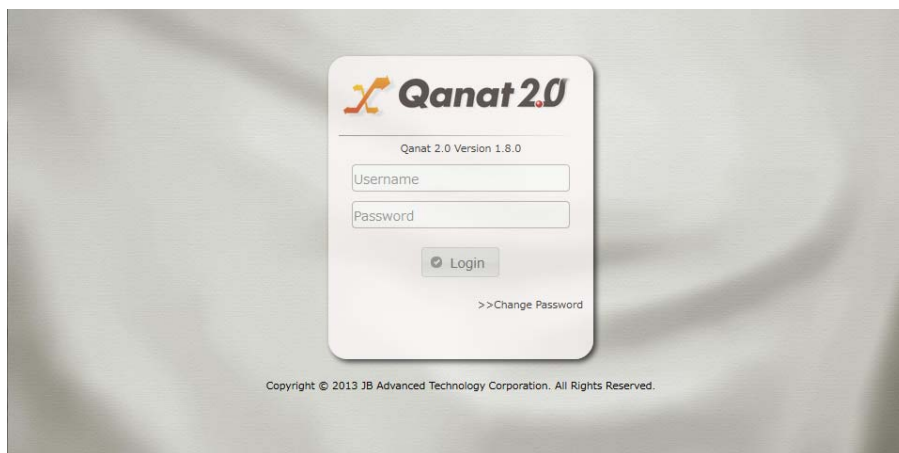 Qanat 2.0
Qanat 2.0 Version 1.8.0
Username
Password
Login
>>Change Password
Copyright © 2013 JB Advanced Technology Corporation. All Rights Reserved.